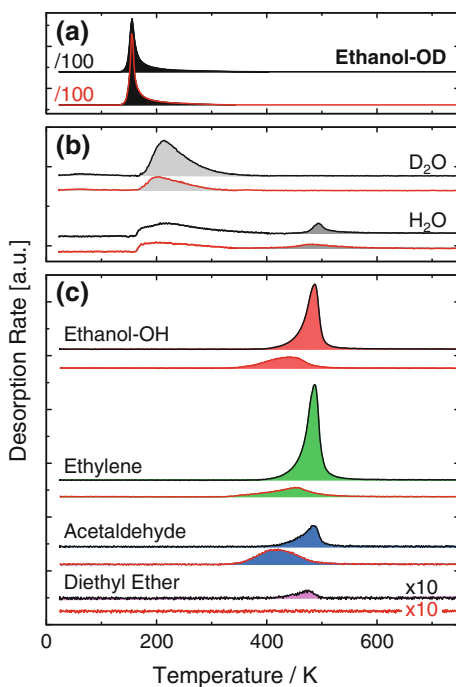 (a)
/100
Ethanol-OD
/100
(b)
D₂O
H₂O
(c)
Ethanol-OH
Ethylene
Acetaldehyde
Diethyl Ether
x10
x10
0 200 400 600
Temperature / K
Desorption Rate [a.u.]